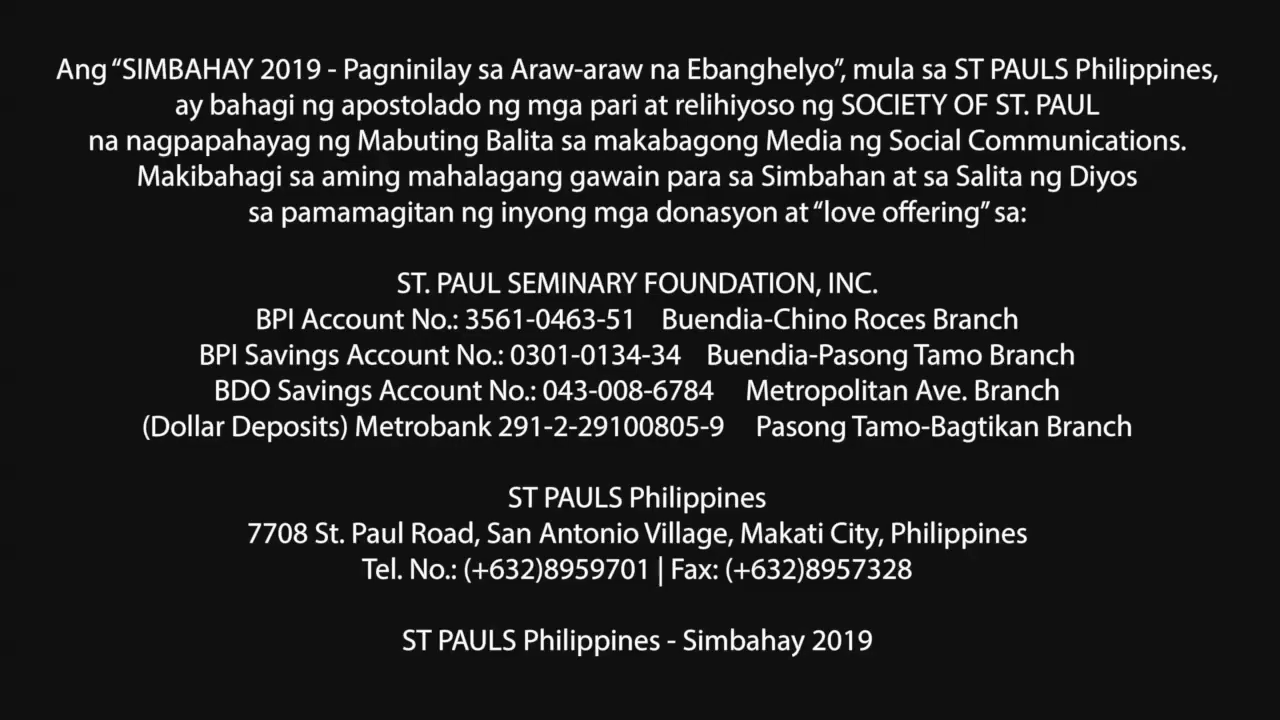 Ang “SIMBAHAY 2019 - Pagninilay sa Araw-araw na Ebanghelyo”, mula sa ST PAULS Philippines,
ay bahagi ng apostolado ng mga pari at relihiyoso ng SOCIETY OF ST. PAUL
na nagpapahayag ng Mabuting Balita sa makabagong Media ng Social Communications.
Makibahagi sa aming mahalagang gawain para sa Simbahan at sa Salita ng Diyos
sa pamamagitan ng inyong mga donasyon at “love offering” sa:
ST. PAUL SEMINARY FOUNDATION, INC.
BPI Account No.: 3561-0463-51 Buendia-Chino Roces Branch
BPI Savings Account No.: 0301-0134-34 Buendia-Pasong Tamo Branch
BDO Savings Account No.: 043-008-6784 Metropolitan Ave. Branch
(Dollar Deposits) Metrobank 291-2-29100805-9 Pasong Tamo-Bagtikan Branch
ST PAULS Philippines
7708 St. Paul Road, San Antonio Village, Makati City, Philippines
Tel. No.: (+632)8959701 | Fax: (+632)8957328
ST PAULS Philippines - Simbahay 2019